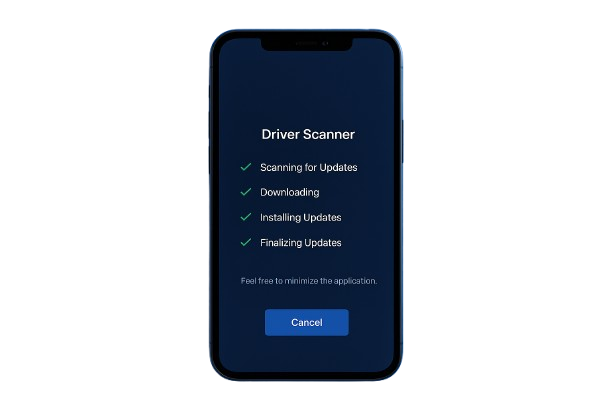 Driver Scanner
Scanning for Updates
Downloading
Installing Updates
Finalizing Updates
Feel free to minimize the application.
Cancel